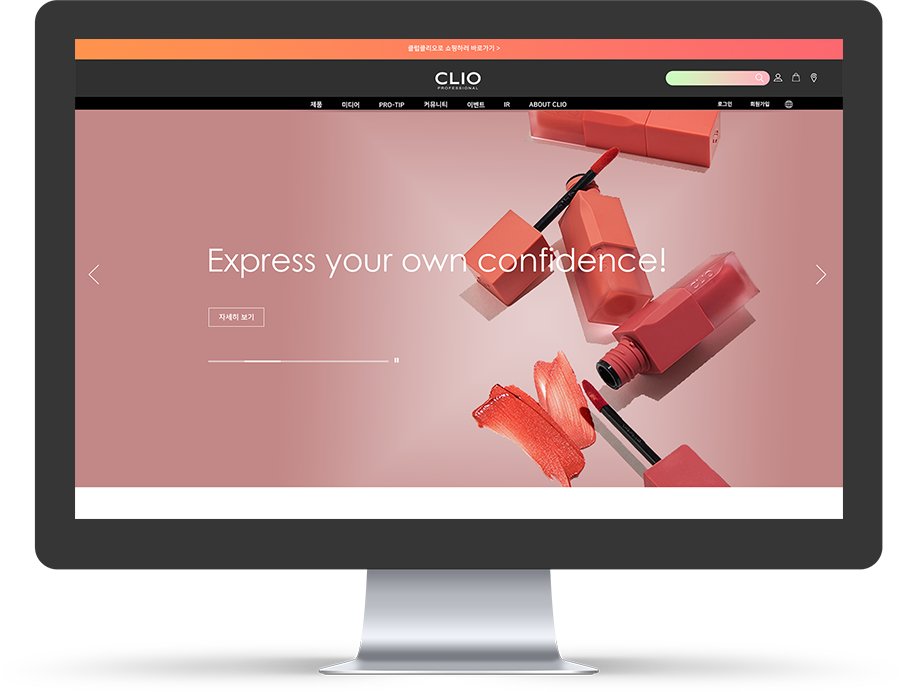 클럽클리오로 쇼핑하러 바로가기 >
CLIO
PROFESSIONAL
제품 미디어 PRO-TIP 커뮤니티 이벤트 IR ABOUT CLIO 로그인 회원가입
Express your own confidence!
자세히 보기
CLIO